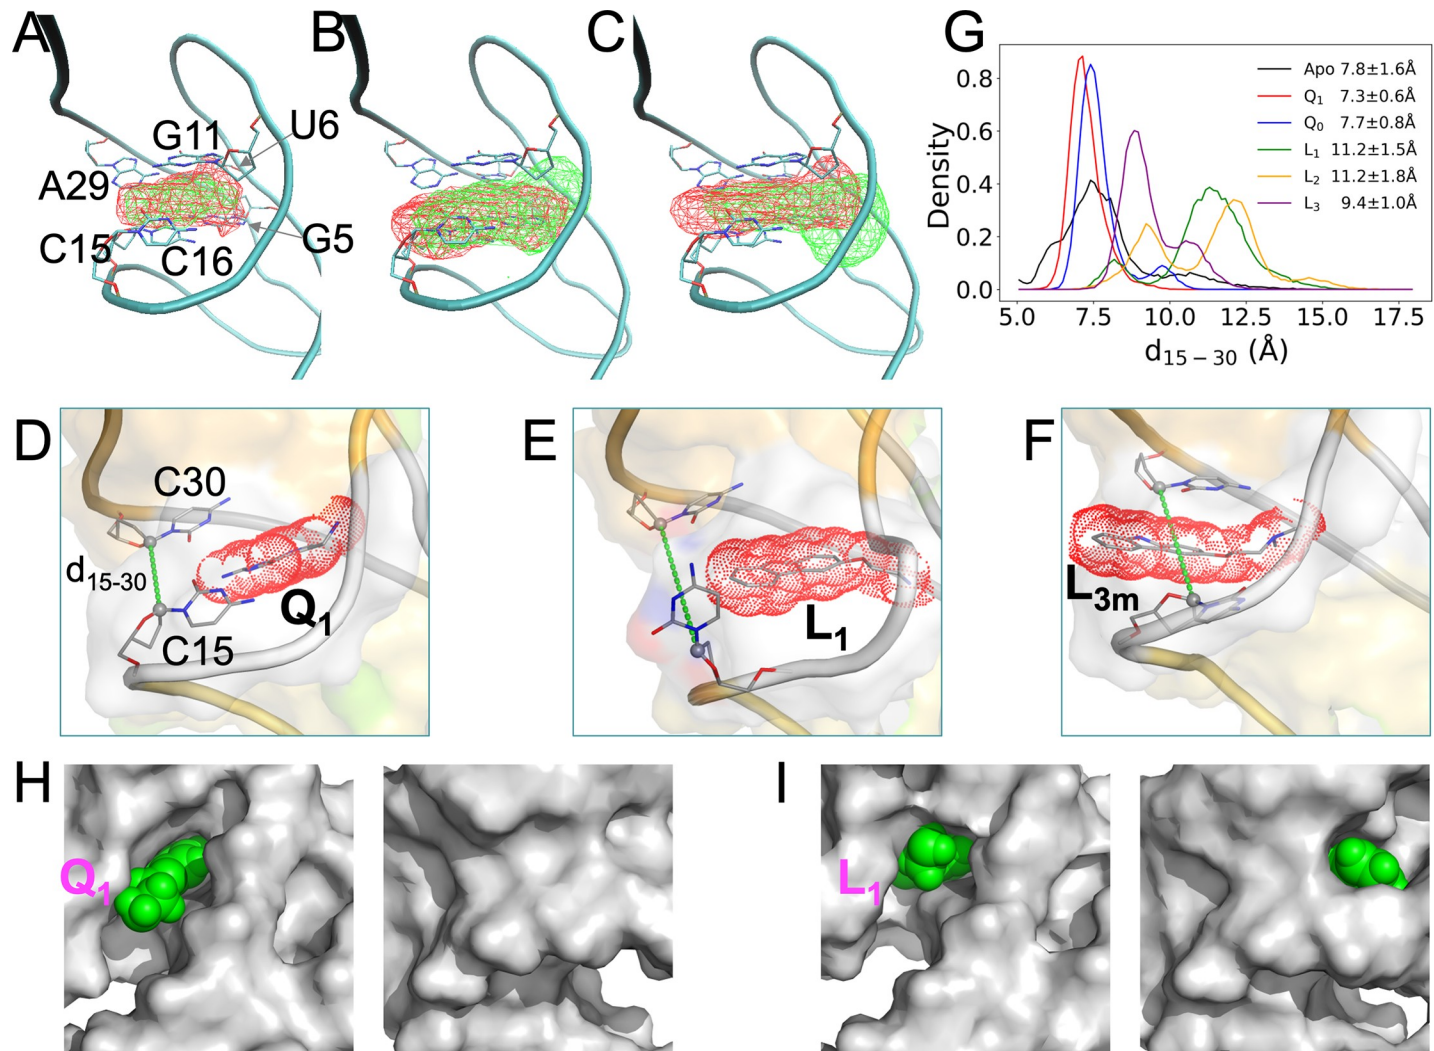 A
B
C
G
G11
U6
A29
C15
C16
G5
Density
0.8
0.6
0.4
0.2
0.0
5.0 7.5 10.0 12.5 15.0 17.5
d15−30 (Å)
Apo 7.8±1.6Å
Q1 7.3±0.6Å
Q0 7.7±0.8Å
L1 11.2±1.5Å
L2 11.2±1.8Å
L3 9.4±1.0Å
D
C30
d15-30
C15
Q1
E
L1
F
L3m
H
Q1
I
L1